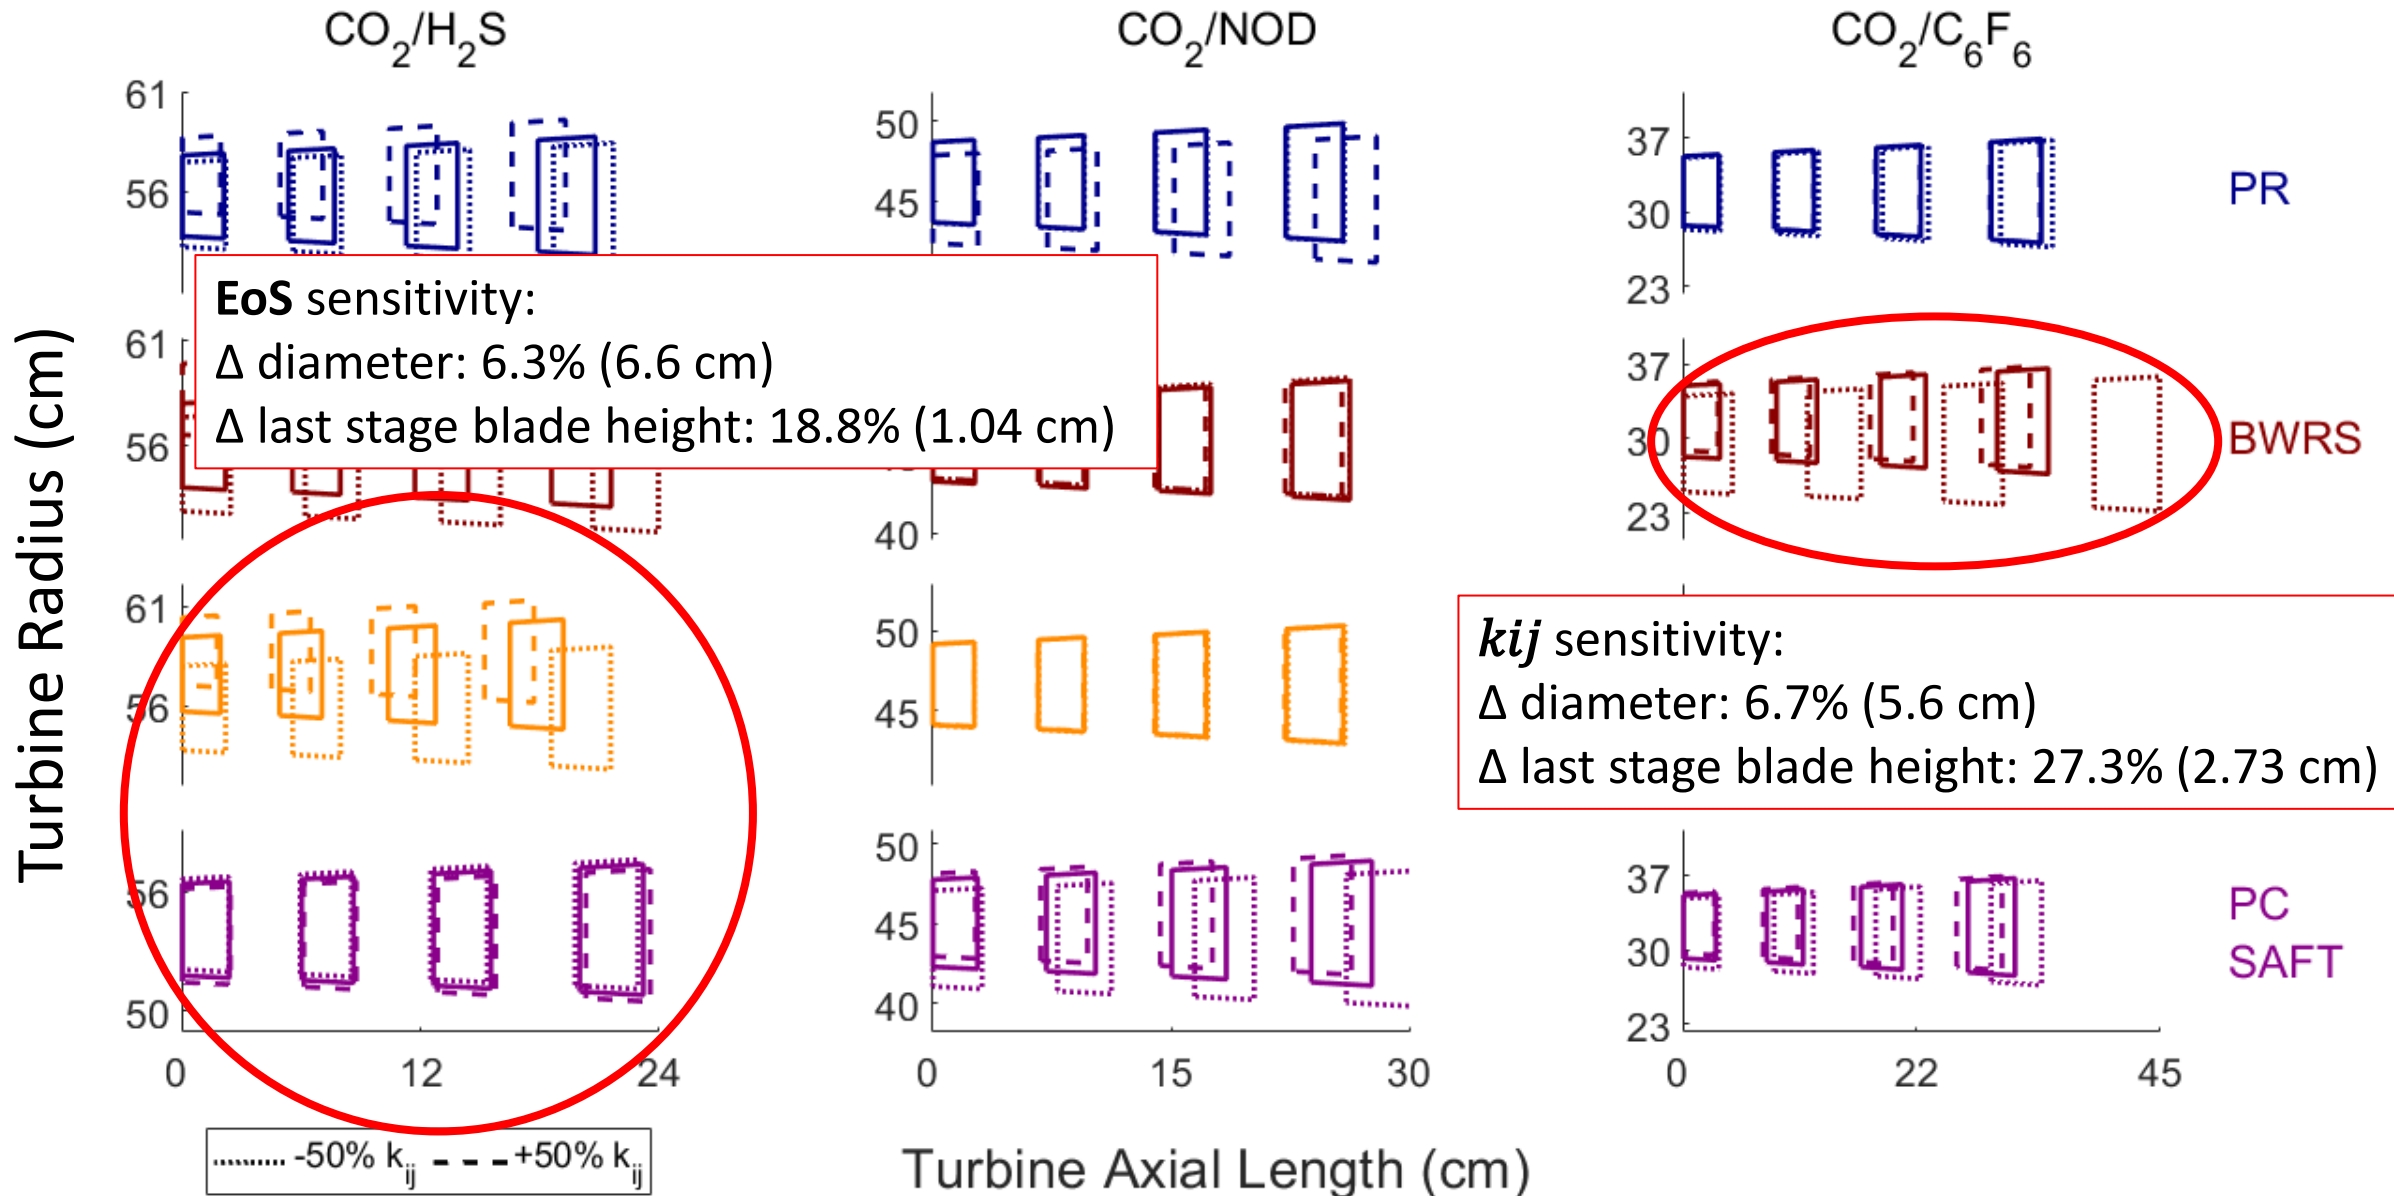 CO2/H2S
CO2/NOD
CO2/C6F6
61
56
50
45
37
30
23
PR
EoS sensitivity:
Δ diameter: 6.3% (6.6 cm)
Δ last stage blade height: 18.8% (1.04 cm)
61
56
40
37
30
23
BWRS
Turbine Radius (cm)
61
56
50
45
kij sensitivity:
Δ diameter: 6.7% (5.6 cm)
Δ last stage blade height: 27.3% (2.73 cm)
56
50
50
45
40
37
30
23
PC
SAFT
0 12 24
0 15 30
0 22 45
-50% kij +50% kij
Turbine Axial Length (cm)